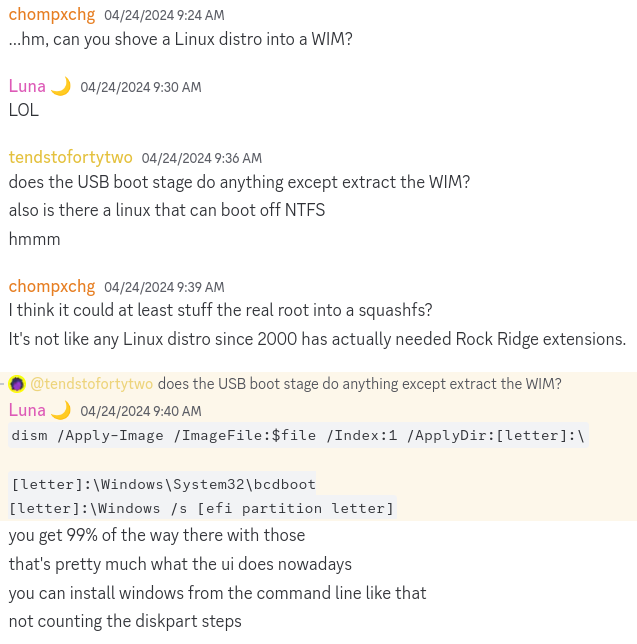 chompxchg 04/24/2024 9:24 AM
...hm, can you shove a Linux distro into a WIM?
Luna 🌙 04/24/2024 9:30 AM
LOL
tendstofortytwo 04/24/2024 9:36 AM
does the USB boot stage do anything except extract the WIM?
also is there a linux that can boot off NTFS
hmmm
chompxchg 04/24/2024 9:39 AM
I think it could at least stuff the real root into a squashfs?
It's not like any Linux distro since 2000 has actually needed Rock Ridge extensions.
@tendstofortytwo does the USB boot stage do anything except extract the WIM?
Luna 🌙 04/24/2024 9:40 AM
dism /Apply-Image /ImageFile:$file /Index:1 /ApplyDir:[letter]:\
[letter]:\Windows\System32\bcdboot
[letter]:\Windows /s [efi partition letter]
you get 99% of the way there with those
that's pretty much what the ui does nowadays
you can install windows from the command line like that
not counting the diskpart steps